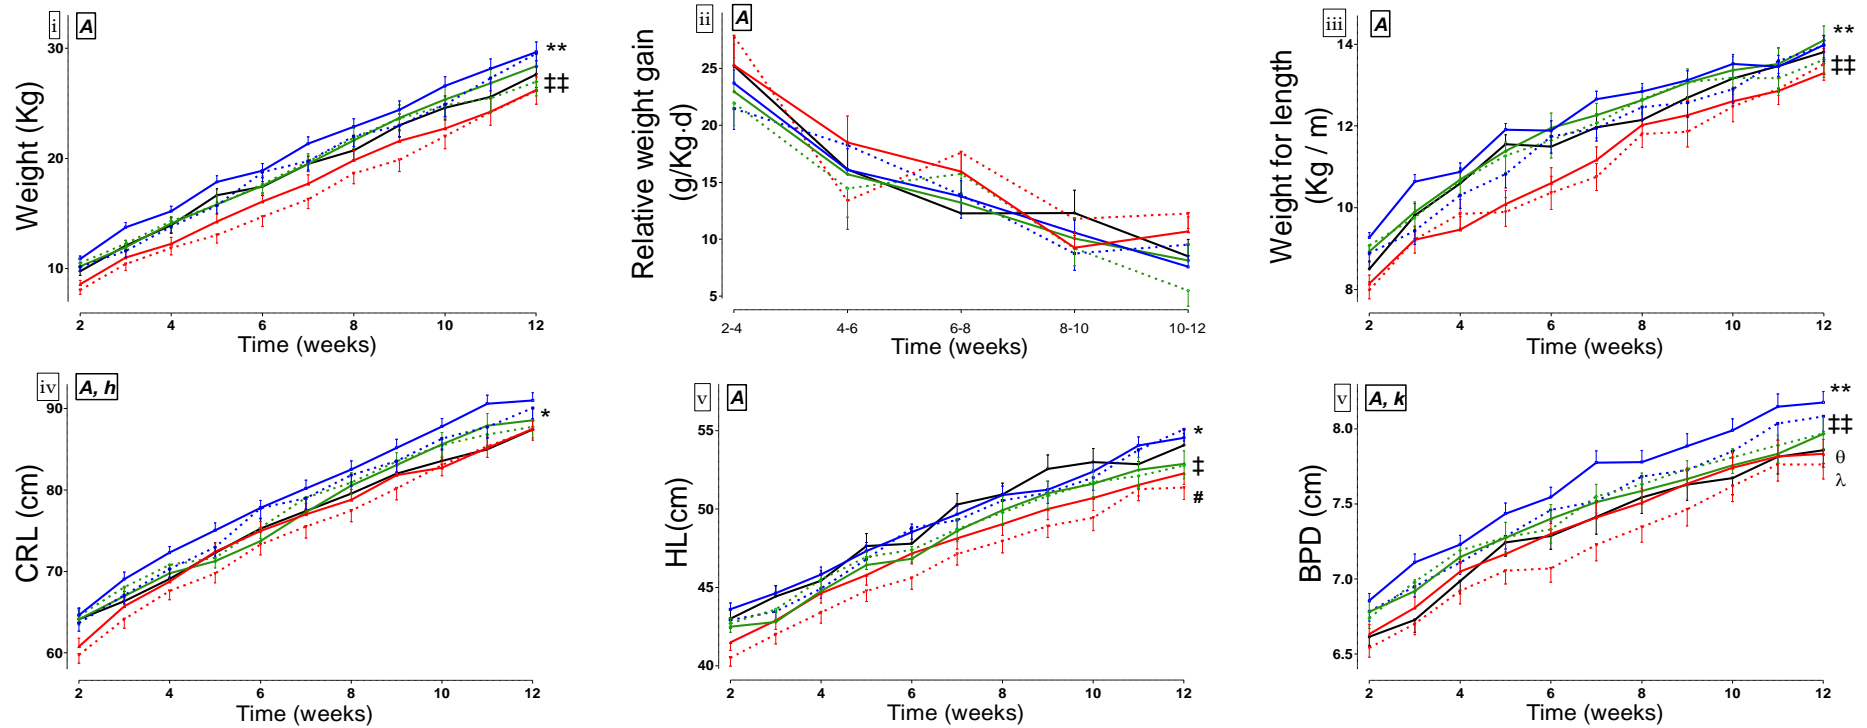 i A
Weight (Kg)
30
20
10
**
‡‡
2 4 6 8 10 12
Time (weeks)
ii A
Relative weight gain
(g/Kg·d)
25
20
15
10
5
2-4 4-6 6-8 8-10 10-12
Time (weeks)
iii A
Weight for length
(Kg / m)
14
12
10
8
**
‡‡
2 4 6 8 10 12
Time (weeks)
iv A, h
CRL (cm)
90
80
70
60
*
2 4 6 8 10 12
Time (weeks)
v A
HL(cm)
55
50
45
40
*
‡
#
2 4 6 8 10 12
Time (weeks)
v A, k
BPD (cm)
8.0
7.5
7.0
6.5
**
‡‡
θ
λ
2 4 6 8 10 12
Time (weeks)